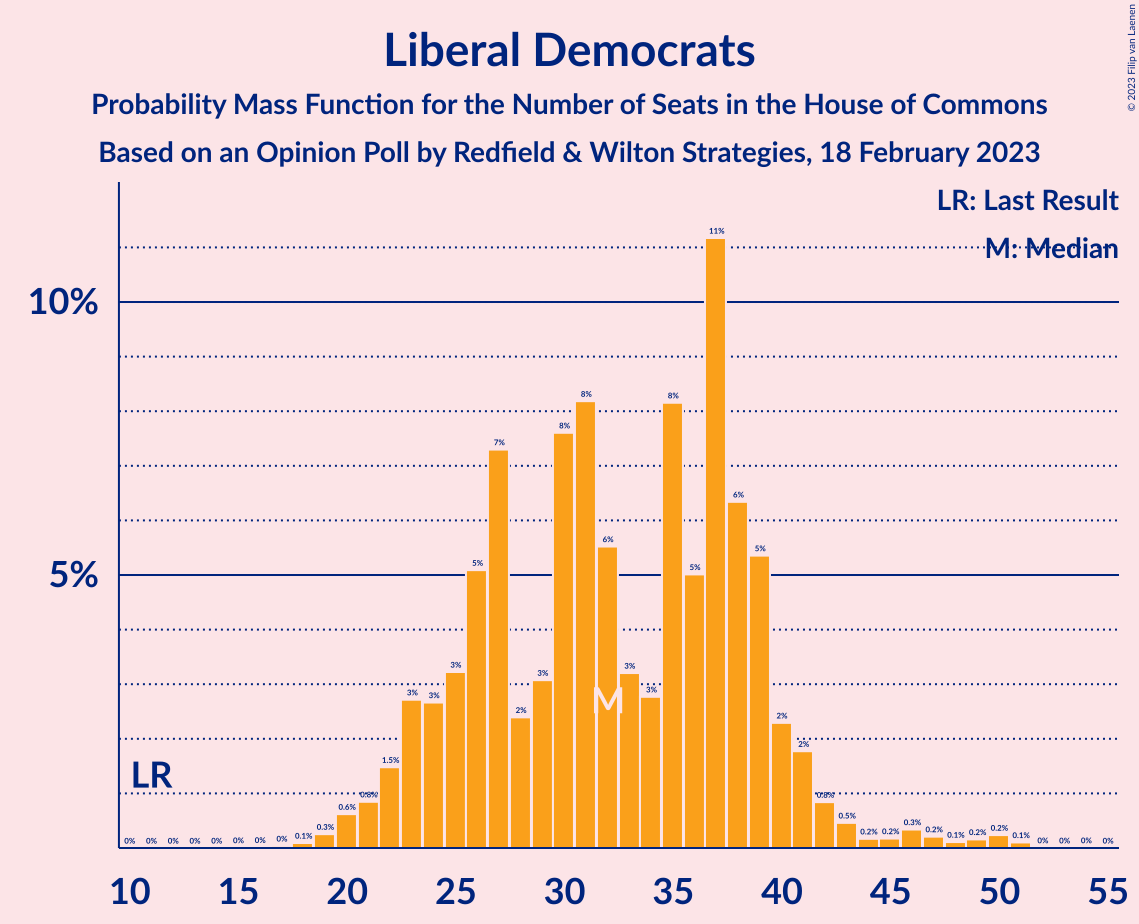 Liberal Democrats
Probability Mass Function for the Number of Seats in the House of Commons
Based on an Opinion Poll by Redfield & Wilton Strategies, 18 February 2023
© 2023 Filip van Laenen
LR: Last Result
M: Median
10%
5%
LR
M
0% 0% 0% 0% 0% 0% 0% 0% 0.1% 0.3% 0.6% 0.8% 1.5% 3% 3% 3% 5% 7% 2% 3% 8% 8% 6% 3% 3% 8% 5% 11% 6% 5% 2% 2% 0.8% 0.5% 0.2% 0.2% 0.3% 0.2% 0.1% 0.2% 0.2% 0.1% 0% 0% 0% 0%
10 15 20 25 30 35 40 45 50 55